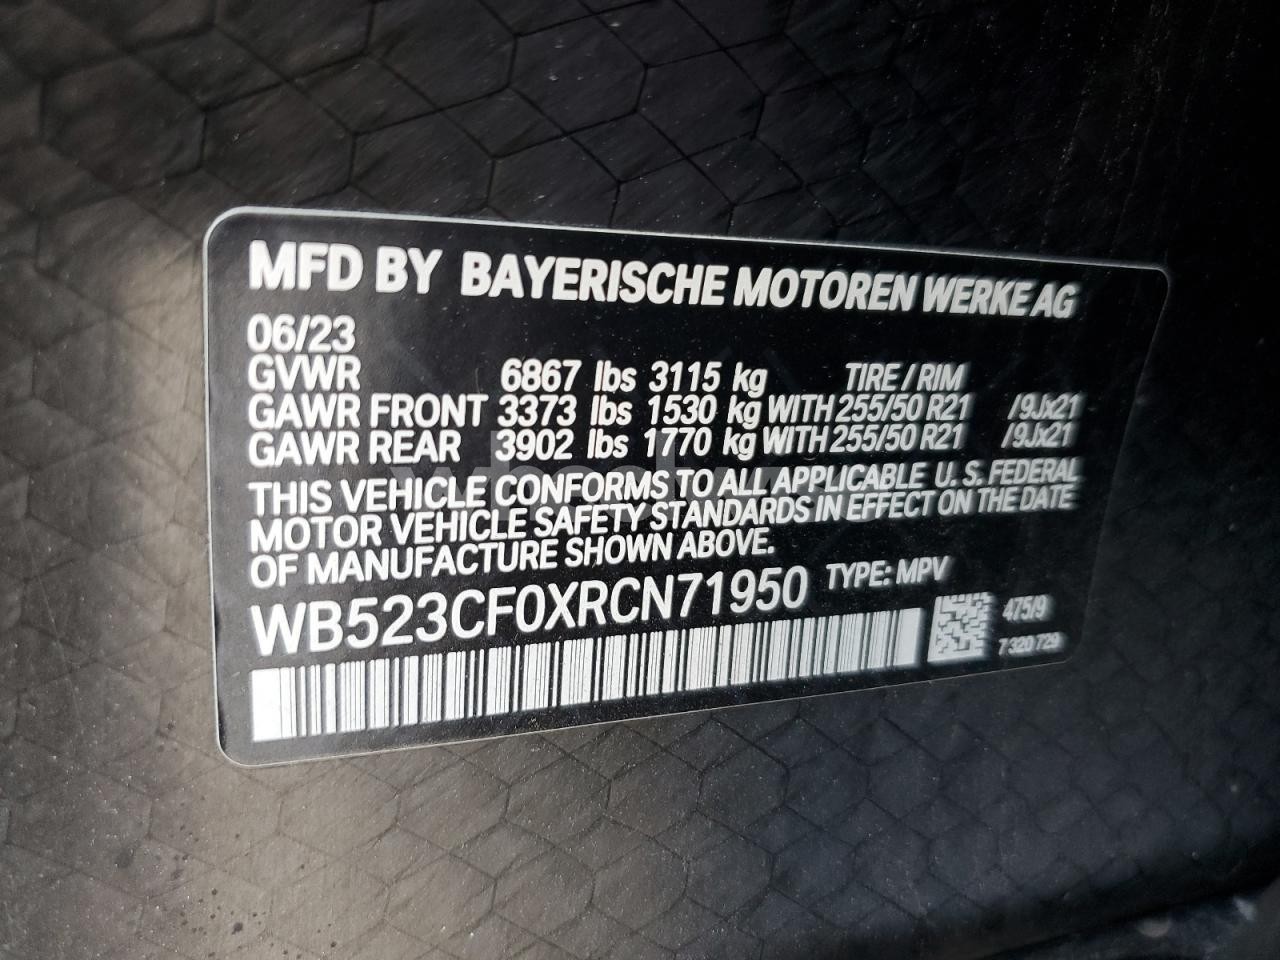 MFD BY BAYERISCHE MOTOREN WERKE AG
06/23
GVWR 6867 lbs 3115 kg TIRE / RIM
GAWR FRONT 3373 lbs 1530 kg WITH 255/50 R21 /9Jx21
GAWR REAR 3902 lbs 1770 kg WITH 255/50 R21 /9Jx21
THIS VEHICLE CONFORMS TO ALL APPLICABLE U.S. FEDERAL
MOTOR VEHICLE SAFETY STANDARDS IN EFFECT ON THE DATE
OF MANUFACTURE SHOWN ABOVE.
WB523CF0XRCN71950 TYPE: MPV
475/9
7 320 729